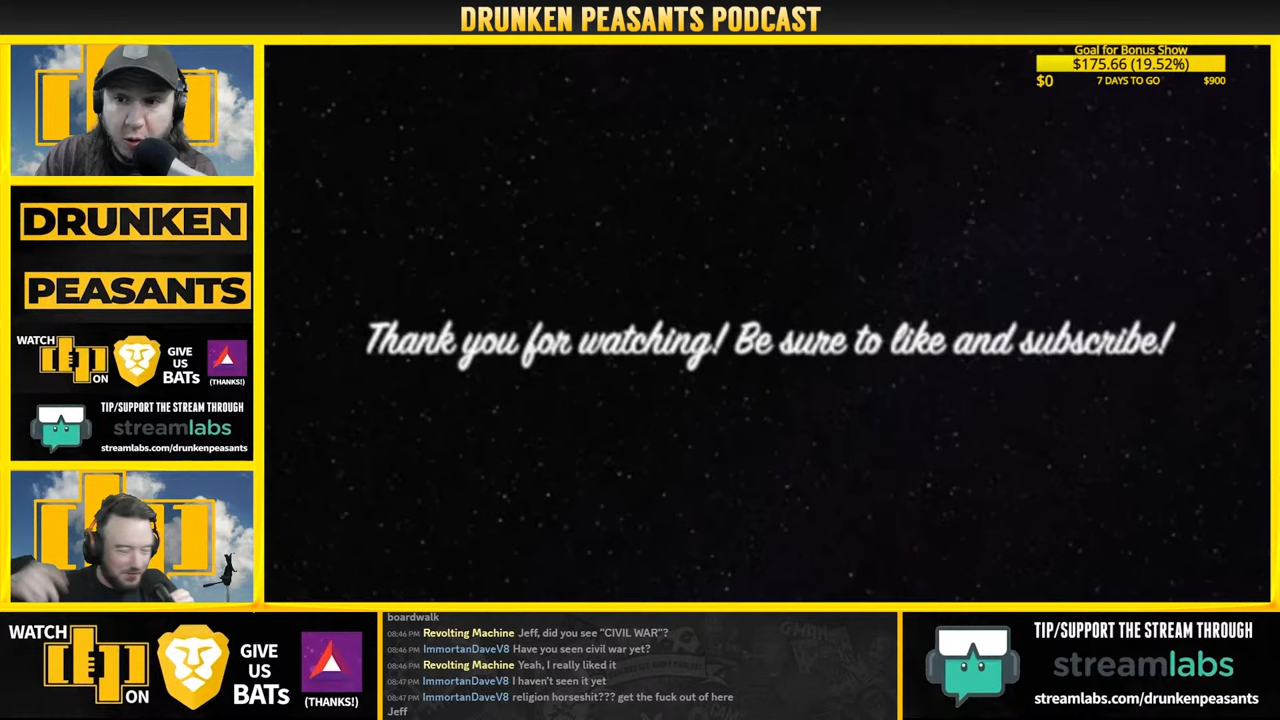 DRUNKEN PEASANTS PODCAST
Goal for Bonus Show
$175.66 (19.52%)
$0
7 DAYS TO GO
$900
DRUNKEN
PEASANTS
WATCH
ON
GIVE
US
BATs
(THANKS!)
TIP/SUPPORT THE STREAM THROUGH
streamlabs
streamlabs.com/drunkenpeasants
Thank you for watching! Be sure to like and subscribe!
WATCH
ON
GIVE
US
BATs
(THANKS!)
boardwalk
08:46 PM Revolting Machine Jeff, did you see "CIVIL WAR"?
08:46 PM ImmortanDaveV8 Have you seen civil war yet?
08:46 PM Revolting Machine Yeah, I really liked it
08:47 PM ImmortanDaveV8 I haven't seen it yet
08:47 PM ImmortanDaveV8 religion horseshit??? get the fuck out of here
Jeff
TIP/SUPPORT THE STREAM THROUGH
streamlabs
streamlabs.com/drunkenpeasants